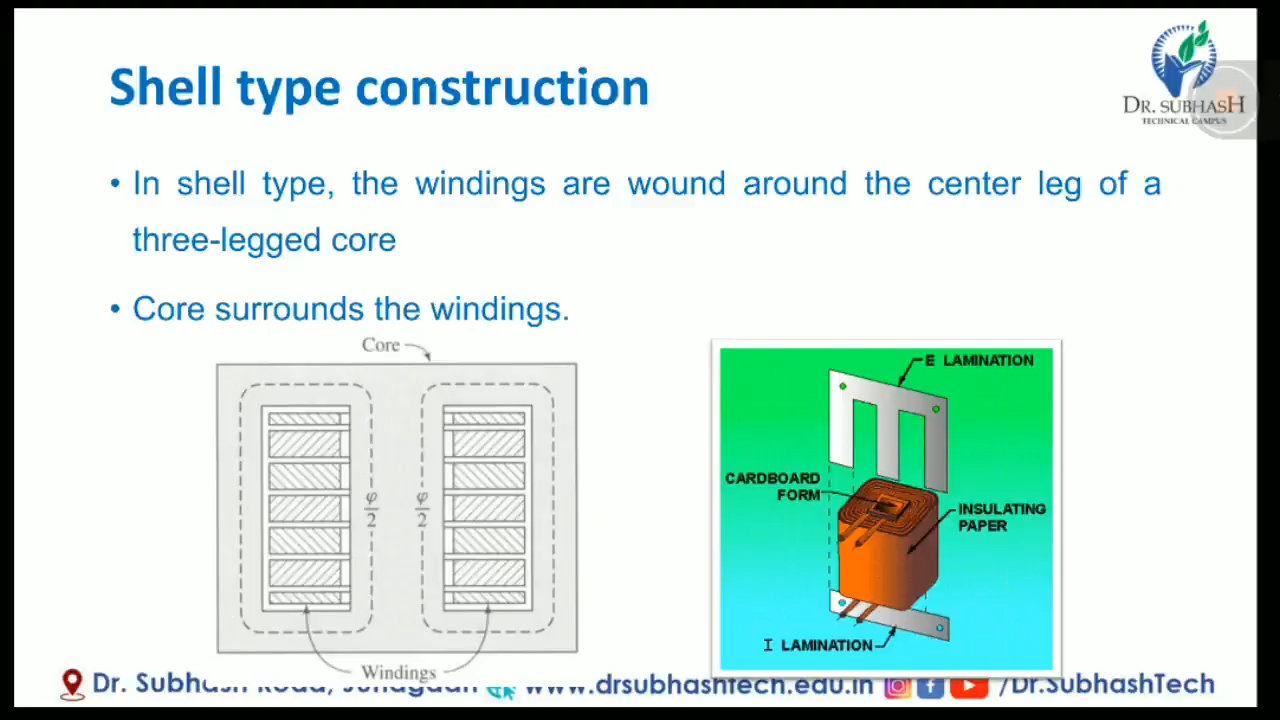 DR. SUBHASH
TECHNICAL CAMPUS
Shell type construction
• In shell type, the windings are wound around the center leg of a
three-legged core
• Core surrounds the windings.
Core
φ/2
φ/2
Windings
E LAMINATION
CARDBOARD
FORM
INSULATING
PAPER
I LAMINATION
Dr. Subhash Road, Junagadh www.drsubhashtech.edu.in /Dr.SubhashTech